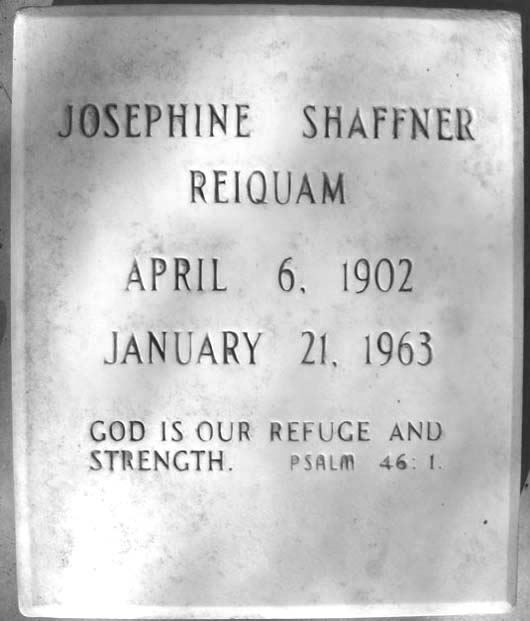 JOSEPHINE SHAFFNER
REIQUAM
APRIL 6, 1902
JANUARY 21, 1963
GOD IS OUR REFUGE AND
STRENGTH. PSALM 46: 1.